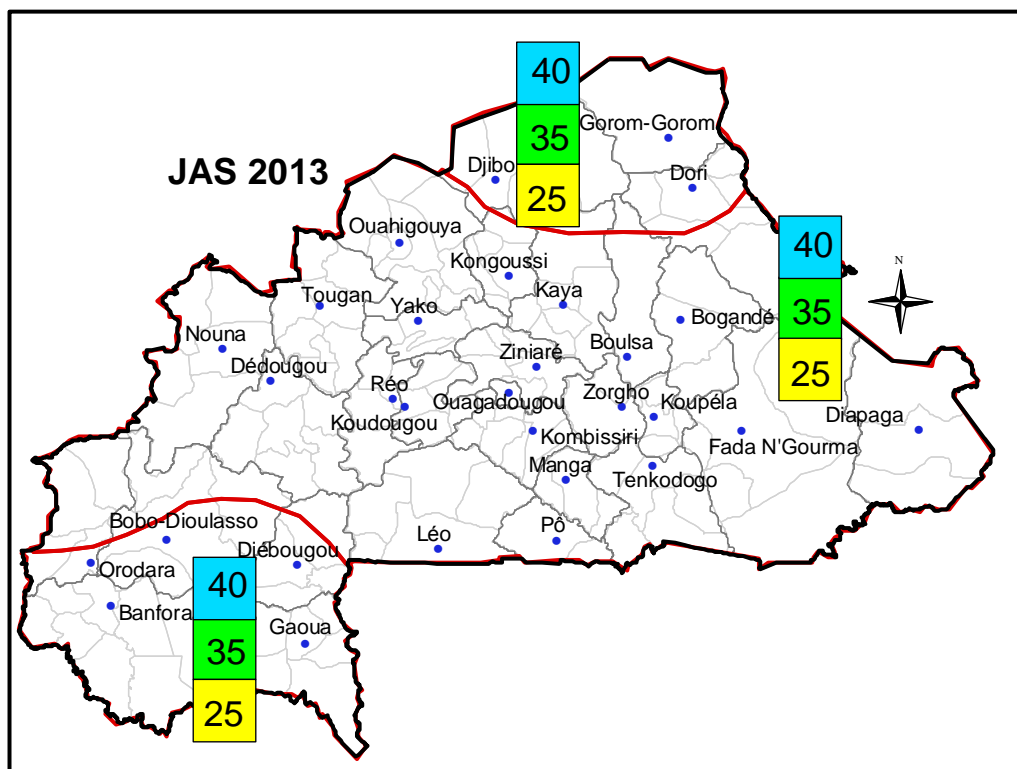 40
35
25
Gorom-Gorom
Djibo
Dori
JAS 2013
Ouahigouya
Kongoussi
40
35
25
N
Tougan
Yako
Kaya
Bogandé
Nouna
Dédougou
Ziniaré
Boulsa
Réo
Ouagadougou
Zorgho
Koupéla
Koudougou
Kombissiri
Fada N'Gourma
Diapaga
Manga
Tenkodogo
Bobo-Dioulasso
Diébougou
Léo
Pô
Orodara
Banfora
Gaoua
40
35
25